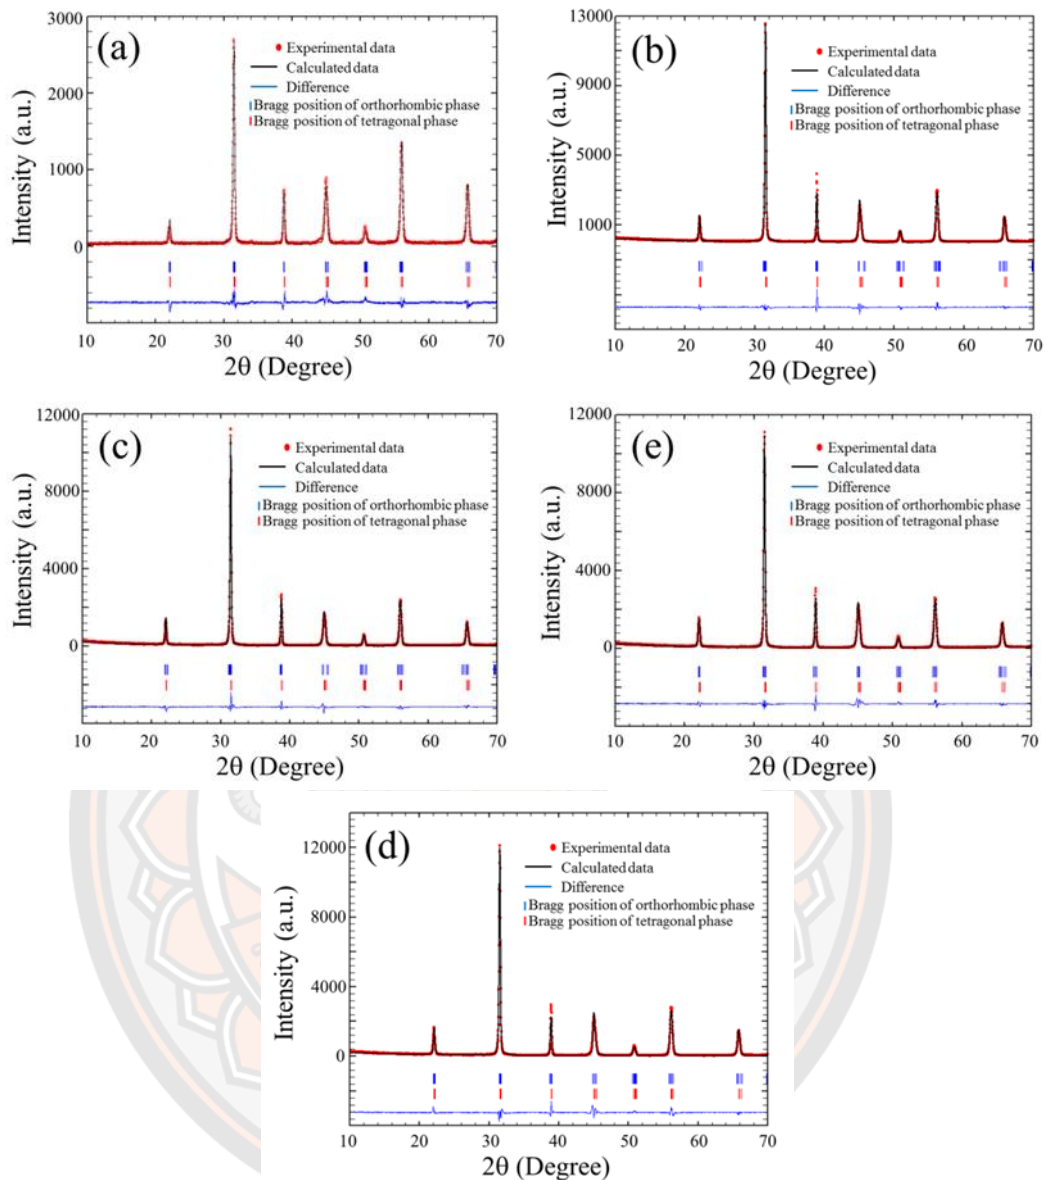 (a)
3000
2000
1000
0
Intensity (a.u.)
Experimental data
Calculated data
Difference
Bragg position of orthorhombic phase
Bragg position of tetragonal phase
10 20 30 40 50 60 70
2θ (Degree)
(b)
13000
9000
5000
1000
Intensity (a.u.)
Experimental data
Calculated data
Difference
Bragg position of orthorhombic phase
Bragg position of tetragonal phase
10 20 30 40 50 60 70
2θ (Degree)
(c)
12000
8000
4000
0
Intensity (a.u.)
Experimental data
Calculated data
Difference
Bragg position of orthorhombic phase
Bragg position of tetragonal phase
10 20 30 40 50 60 70
2θ (Degree)
(e)
12000
8000
4000
0
Intensity (a.u.)
Experimental data
Calculated data
Difference
Bragg position of orthorhombic phase
Bragg position of tetragonal phase
10 20 30 40 50 60 70
2θ (Degree)
(d)
12000
8000
4000
0
Intensity (a.u.)
Experimental data
Calculated data
Difference
Bragg position of orthorhombic phase
Bragg position of tetragonal phase
10 20 30 40 50 60 70
2θ (Degree)